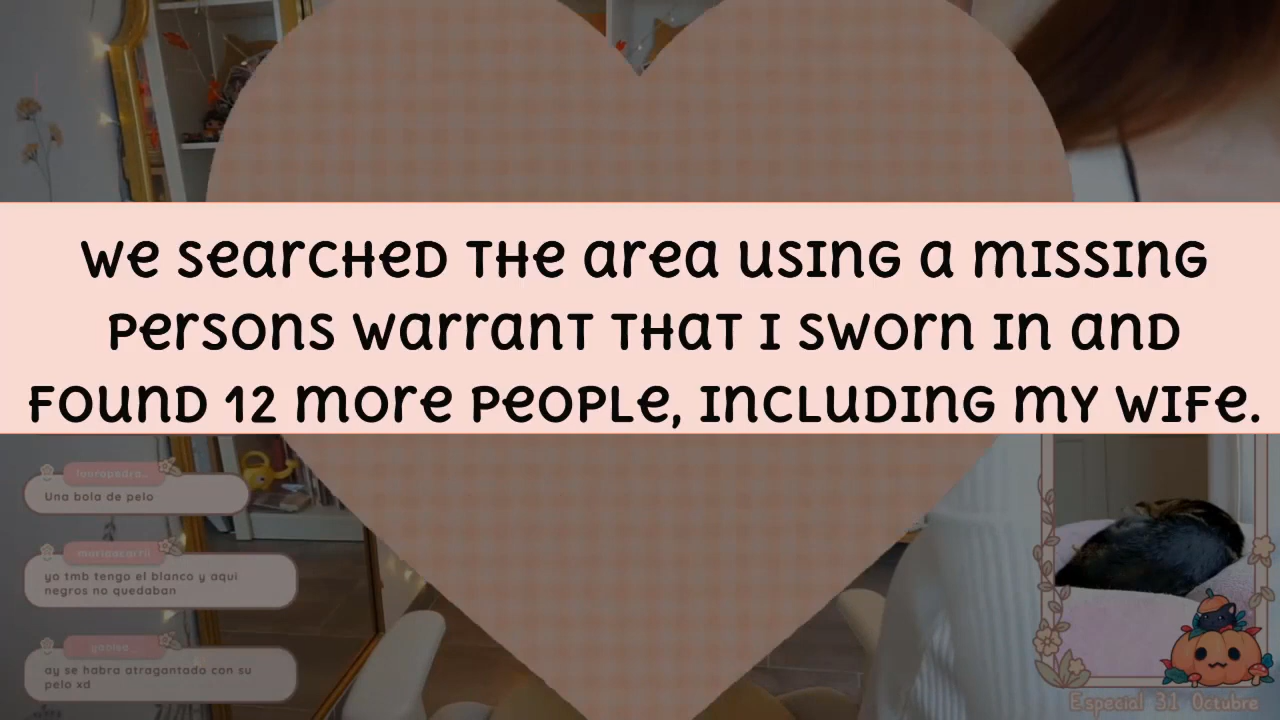 We searched the area using a missing
persons warrant that I sworn in and
found 12 more people, including my wife.
Una bola de pelo
yo tmb tengo el blanco y aqui
negros no quedaban
ay se habra atragantado con su
pelo xd
Especial 31 Octubre